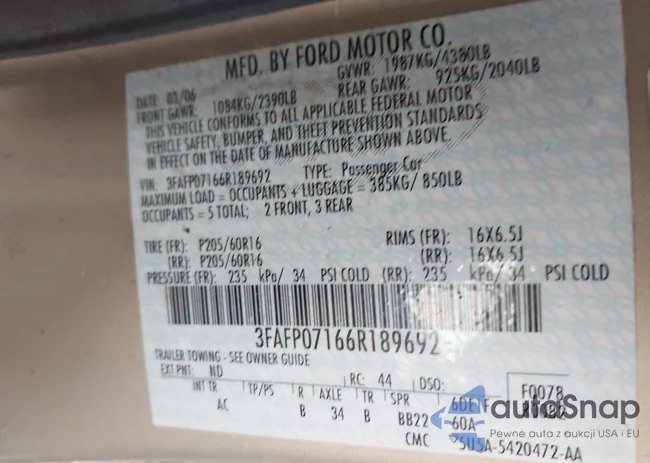 MFD. BY FORD MOTOR CO.
DATE: 03/06 GVWR: 1987KG/4380LB
FRONT GAWR: 1084KG/2390LB REAR GAWR: 925KG/2040LB
THIS VEHICLE CONFORMS TO ALL APPLICABLE FEDERAL MOTOR
VEHICLE SAFETY, BUMPER, AND THEFT PREVENTION STANDARDS
IN EFFECT ON THE DATE OF MANUFACTURE SHOWN ABOVE.
VIN: 3FAFP07166R189692 TYPE: Passenger Car
MAXIMUM LOAD = OCCUPANTS + LUGGAGE = 385KG/ 850LB
OCCUPANTS = 5 TOTAL; 2 FRONT, 3 REAR
TIRE (FR): P205/60R16 RIMS (FR): 16X6.5J
(RR): P205/60R16 (RR): 16X6.5J
PRESSURE (FR): 235 kPa/ 34 PSI COLD (RR): 235 kPa/ 34 PSI COLD
3FAFP07166R189692
TRAILER TOWING - SEE OWNER GUIDE
EXT PNT: ND RC: 44 DSO: F0078
INT TR TP/PS R AXLE TR SPR 6DE1F
AC B 34 B BB22 60A
CMC 5U5A-5420472-AA
autoSnap
Pewne auta z aukcji USA i EU